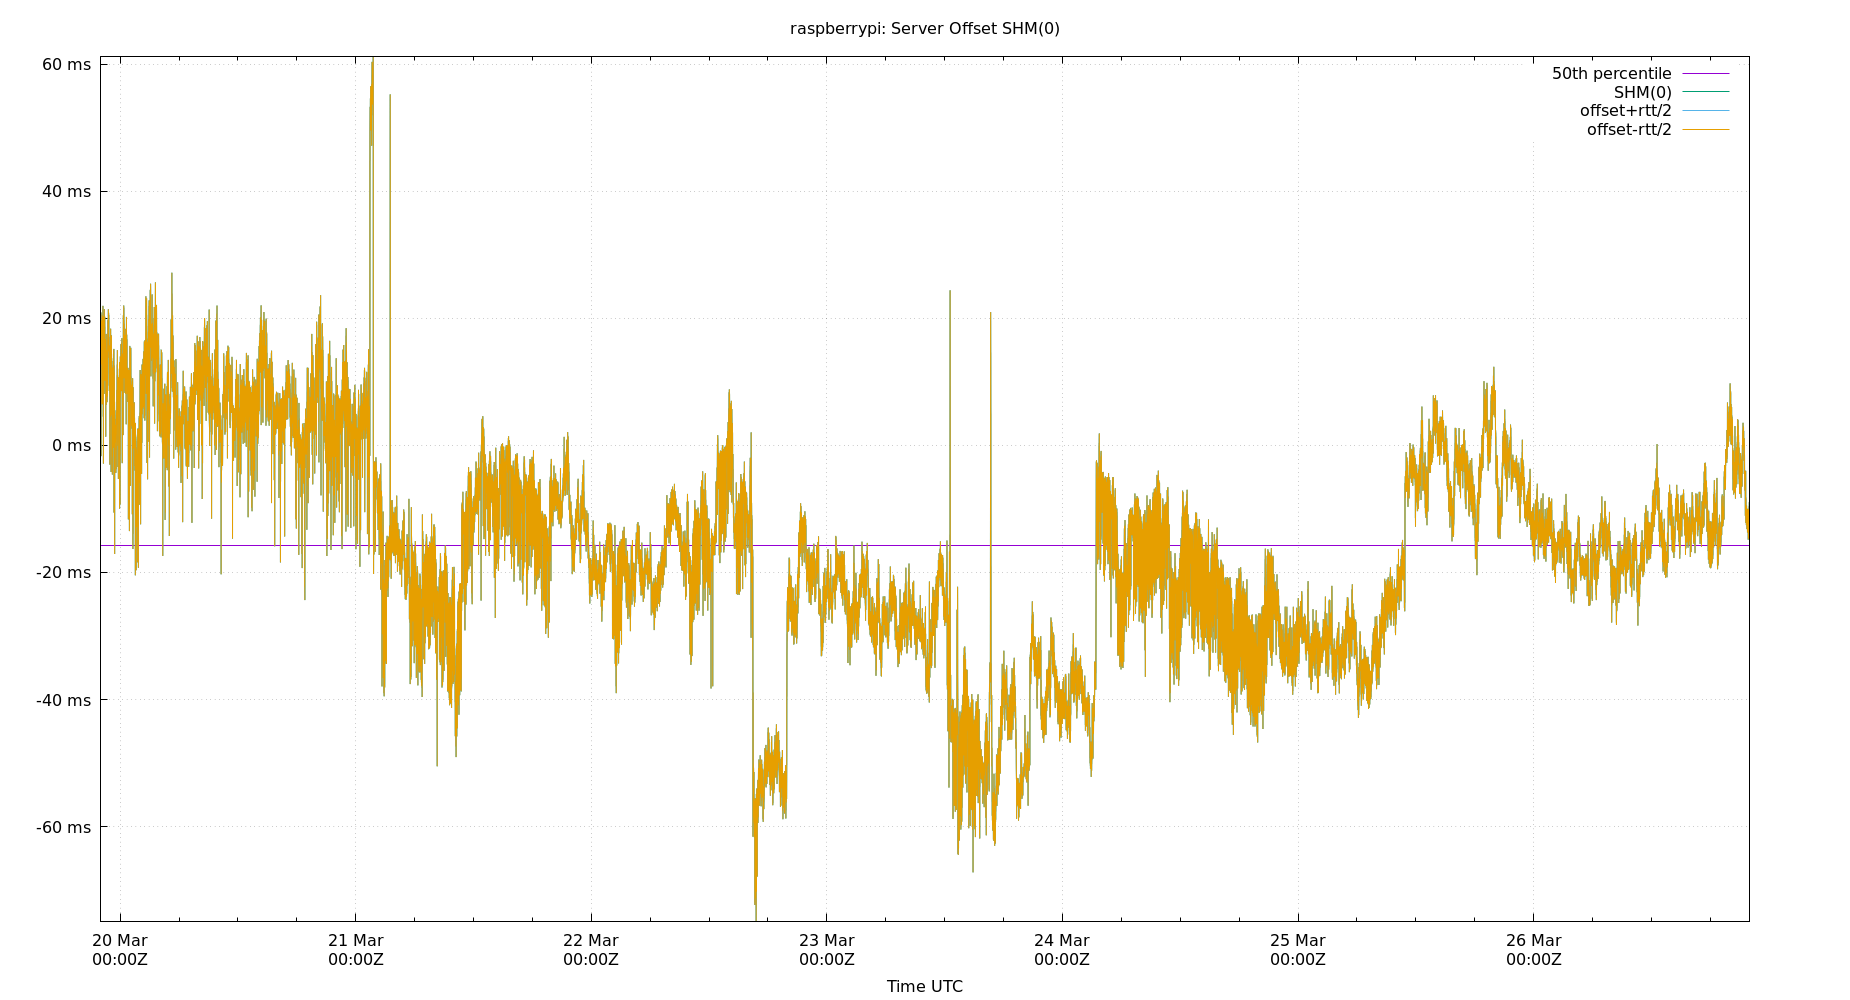 raspberrypi: Server Offset SHM(0)
50th percentile
SHM(0)
offset+rtt/2
offset-rtt/2
60 ms
40 ms
20 ms
0 ms
-20 ms
-40 ms
-60 ms
20 Mar 21 Mar 22 Mar 23 Mar 24 Mar 25 Mar 26 Mar
00:00Z 00:00Z 00:00Z 00:00Z 00:00Z 00:00Z 00:00Z
Time UTC